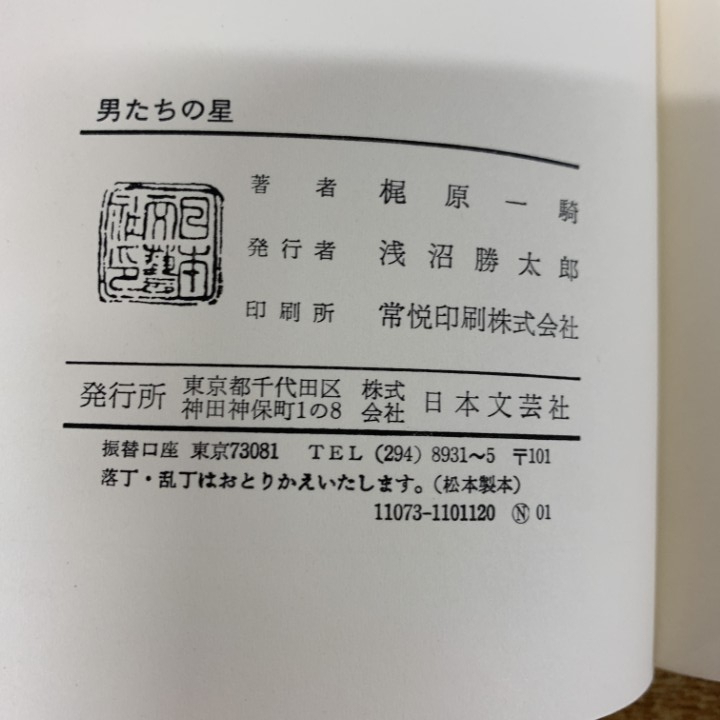 男たちの星
著者 梶原一騎
発行者 浅沼勝太郎
印刷所 常悦印刷株式会社
発行所 東京都千代田区神田神保町1の8 株式会社 日本文芸社
振替口座 東京73081 TEL (294) 8931〜5 〒101
落丁・乱丁はおとりかえいたします。(松本製本)
11073-1101120 Ⓝ 01